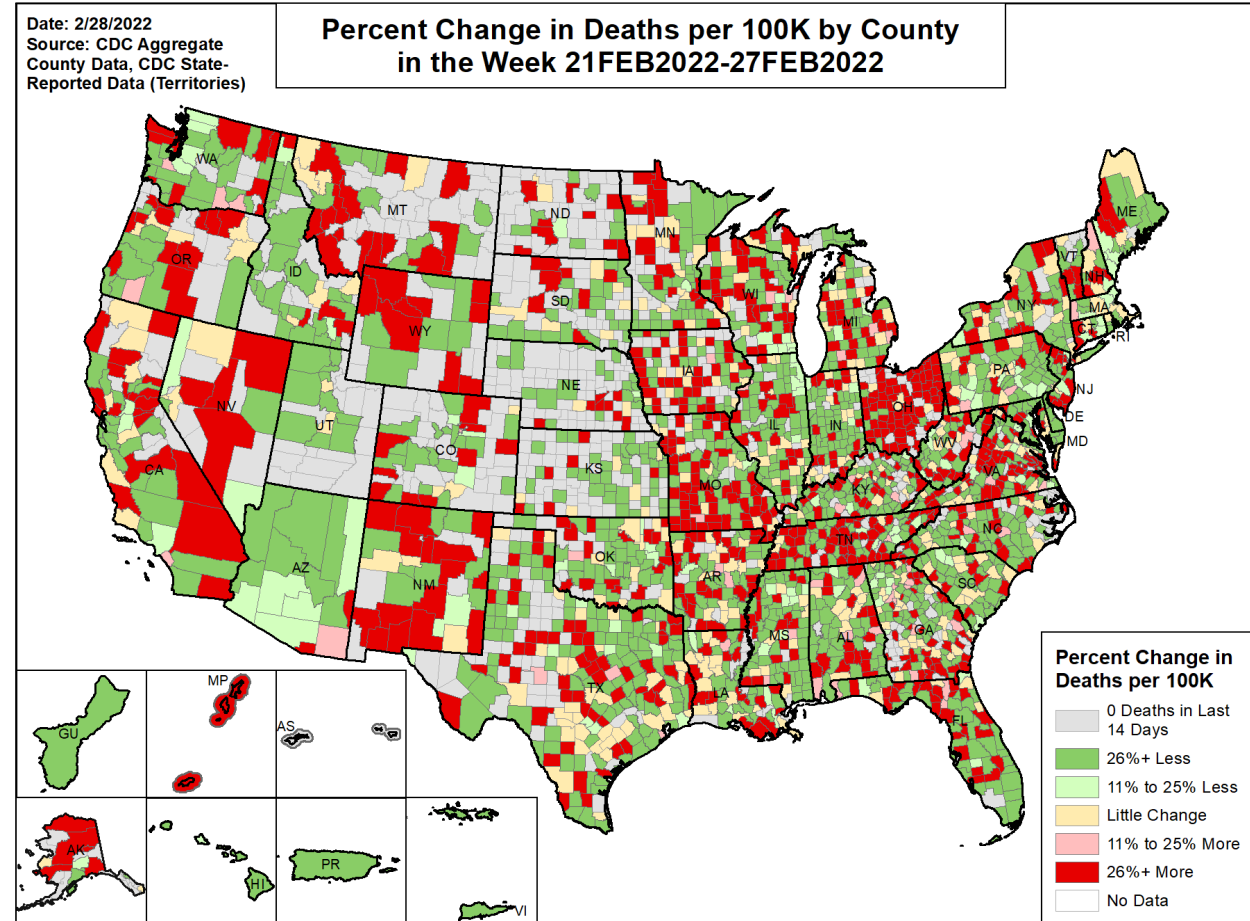 Date: 2/28/2022
Source: CDC Aggregate
County Data, CDC State-
Reported Data (Territories)
Percent Change in Deaths per 100K by County
in the Week 21FEB2022-27FEB2022
WA
MT
ND
MN
ME
OR
ID
SD
WI
MI
VT
NH
NY
MA
CT
RI
WY
IA
NE
PA
NJ
NV
UT
CO
IL
IN
OH
DE
MD
WV
VA
CA
KS
MO
KY
AZ
NM
OK
AR
TN
NC
SC
MS
AL
GA
TX
LA
FL
GU
MP
AS
AK
HI
PR
VI
Percent Change in
Deaths per 100K
0 Deaths in Last
14 Days
26%+ Less
11% to 25% Less
Little Change
11% to 25% More
26%+ More
No Data